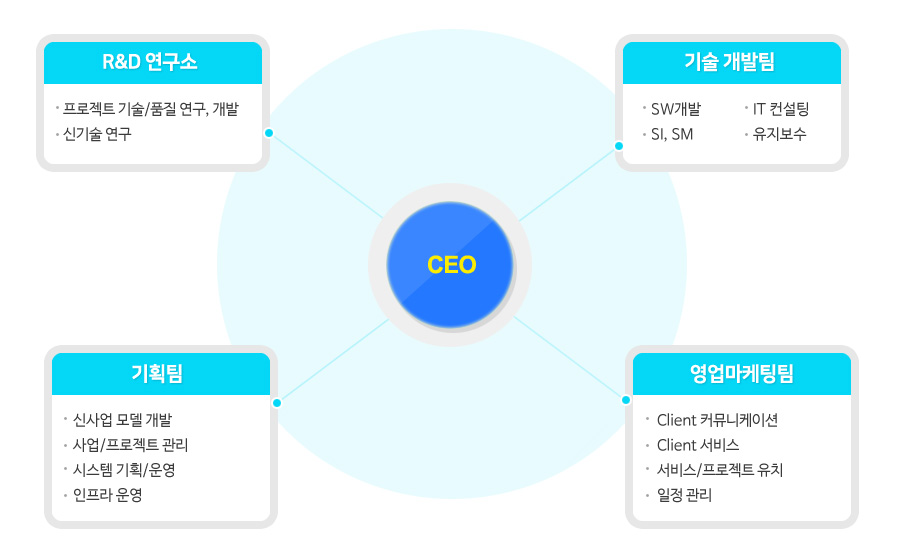 R&D 연구소
· 프로젝트 기술/품질 연구, 개발
· 신기술 연구
기술 개발팀
· SW개발
· IT 컨설팅
· SI, SM
· 유지보수
CEO
기획팀
· 신사업 모델 개발
· 사업/프로젝트 관리
· 시스템 기획/운영
· 인프라 운영
영업마케팅팀
· Client 커뮤니케이션
· Client 서비스
· 서비스/프로젝트 유치
· 일정 관리